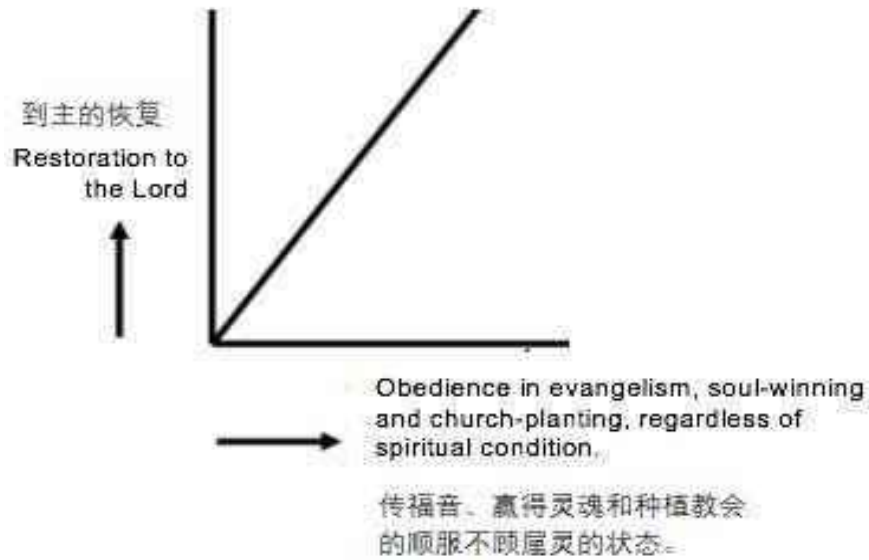 到主的恢复
Restoration to
the Lord
Obedience in evangelism, soul-winning
and church-planting, regardless of
spiritual condition.
传福音、赢得灵魂和种植教会
的顺服不顾属灵的状态。